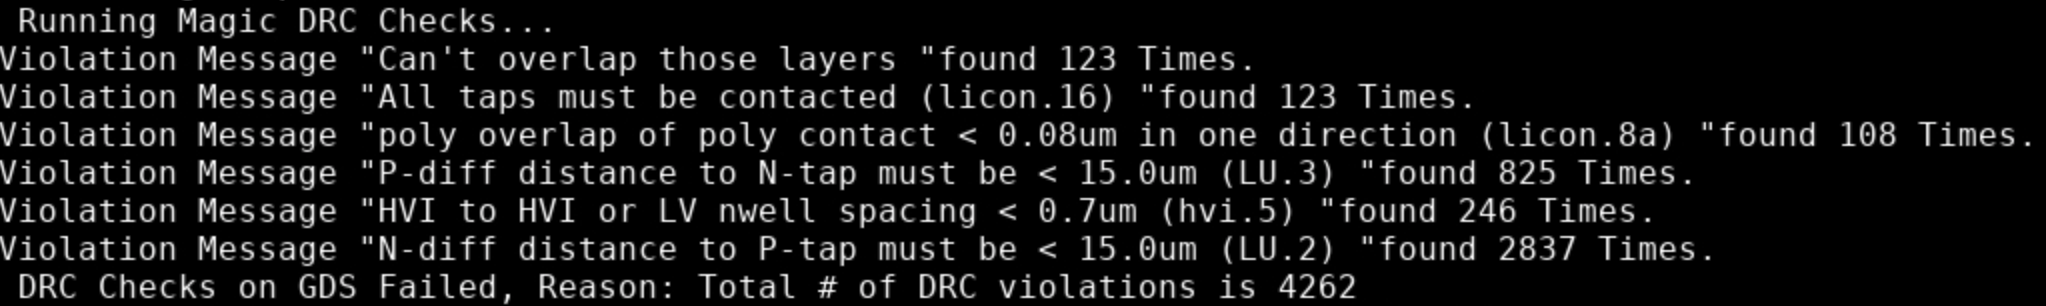 Running Magic DRC Checks...
Violation Message "Can't overlap those layers "found 123 Times.
Violation Message "All taps must be contacted (licon.16) "found 123 Times.
Violation Message "poly overlap of poly contact < 0.08um in one direction (licon.8a) "found 108 Times.
Violation Message "P-diff distance to N-tap must be < 15.0um (LU.3) "found 825 Times.
Violation Message "HVI to HVI or LV nwell spacing < 0.7um (hvi.5) "found 246 Times.
Violation Message "N-diff distance to P-tap must be < 15.0um (LU.2) "found 2837 Times.
DRC Checks on GDS Failed, Reason: Total # of DRC violations is 4262